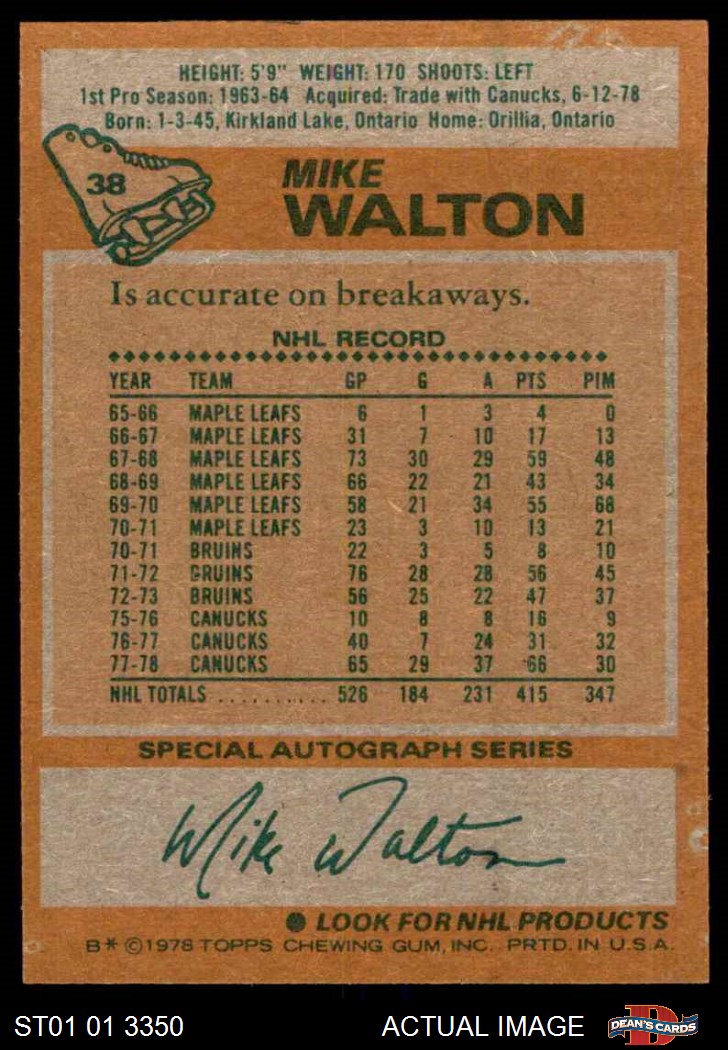 HEIGHT: 5'9" WEIGHT: 170 SHOOTS: LEFT
1st Pro Season: 1963-64 Acquired: Trade with Canucks, 6-12-78
Born: 1-3-45, Kirkland Lake, Ontario Home: Orillia, Ontario
38
MIKE
WALTON
Is accurate on breakaways.
NHL RECORD
YEAR TEAM GP G A PTS PIM
65-66 MAPLE LEAFS 6 1 3 4 0
66-67 MAPLE LEAFS 31 7 10 17 13
67-68 MAPLE LEAFS 73 30 29 59 48
68-69 MAPLE LEAFS 66 22 21 43 34
69-70 MAPLE LEAFS 58 21 34 55 68
70-71 MAPLE LEAFS 23 3 10 13 21
70-71 BRUINS 22 3 5 8 10
71-72 BRUINS 76 28 28 56 45
72-73 BRUINS 56 25 22 47 37
75-76 CANUCKS 10 8 8 16 9
76-77 CANUCKS 40 7 24 31 32
77-78 CANUCKS 65 29 37 66 30
NHL TOTALS ........... 526 184 231 415 347
SPECIAL AUTOGRAPH SERIES
Mike Walton
● LOOK FOR NHL PRODUCTS
B* © 1978 TOPPS CHEWING GUM, INC. PRTD. IN U.S.A.
ST01 01 3350 ACTUAL IMAGE D DEAN'S CARDS